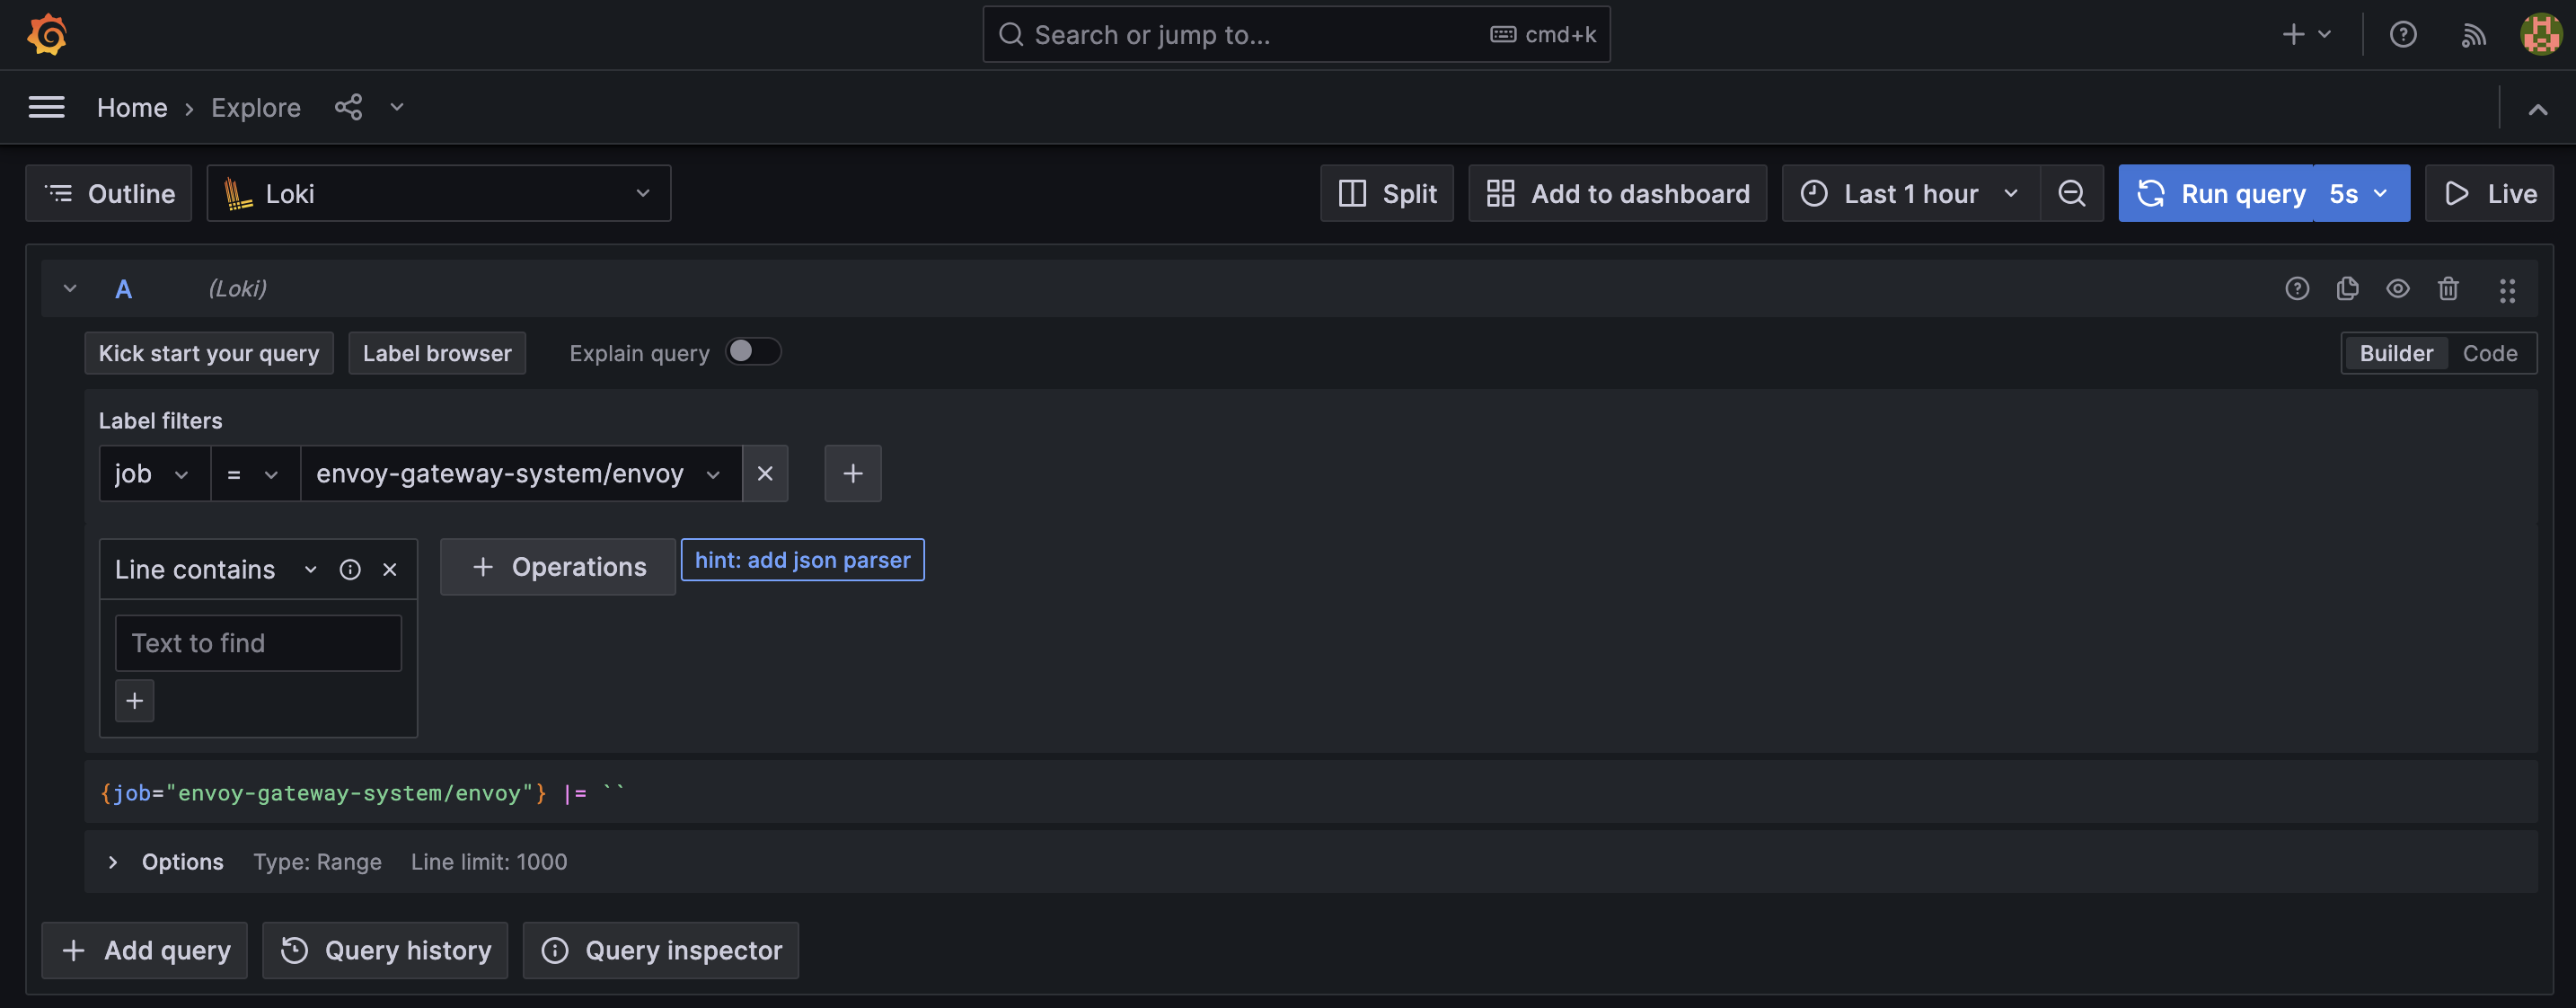 Search or jump to... cmd+k
Home › Explore
Outline Loki Split Add to dashboard Last 1 hour Run query 5s Live
A (Loki)
Kick start your query Label browser Explain query Builder Code
Label filters
job = envoy-gateway-system/envoy
Line contains Operations hint: add json parser
Text to find
{job="envoy-gateway-system/envoy"} |= ``
Options Type: Range Line limit: 1000
Add query Query history Query inspector